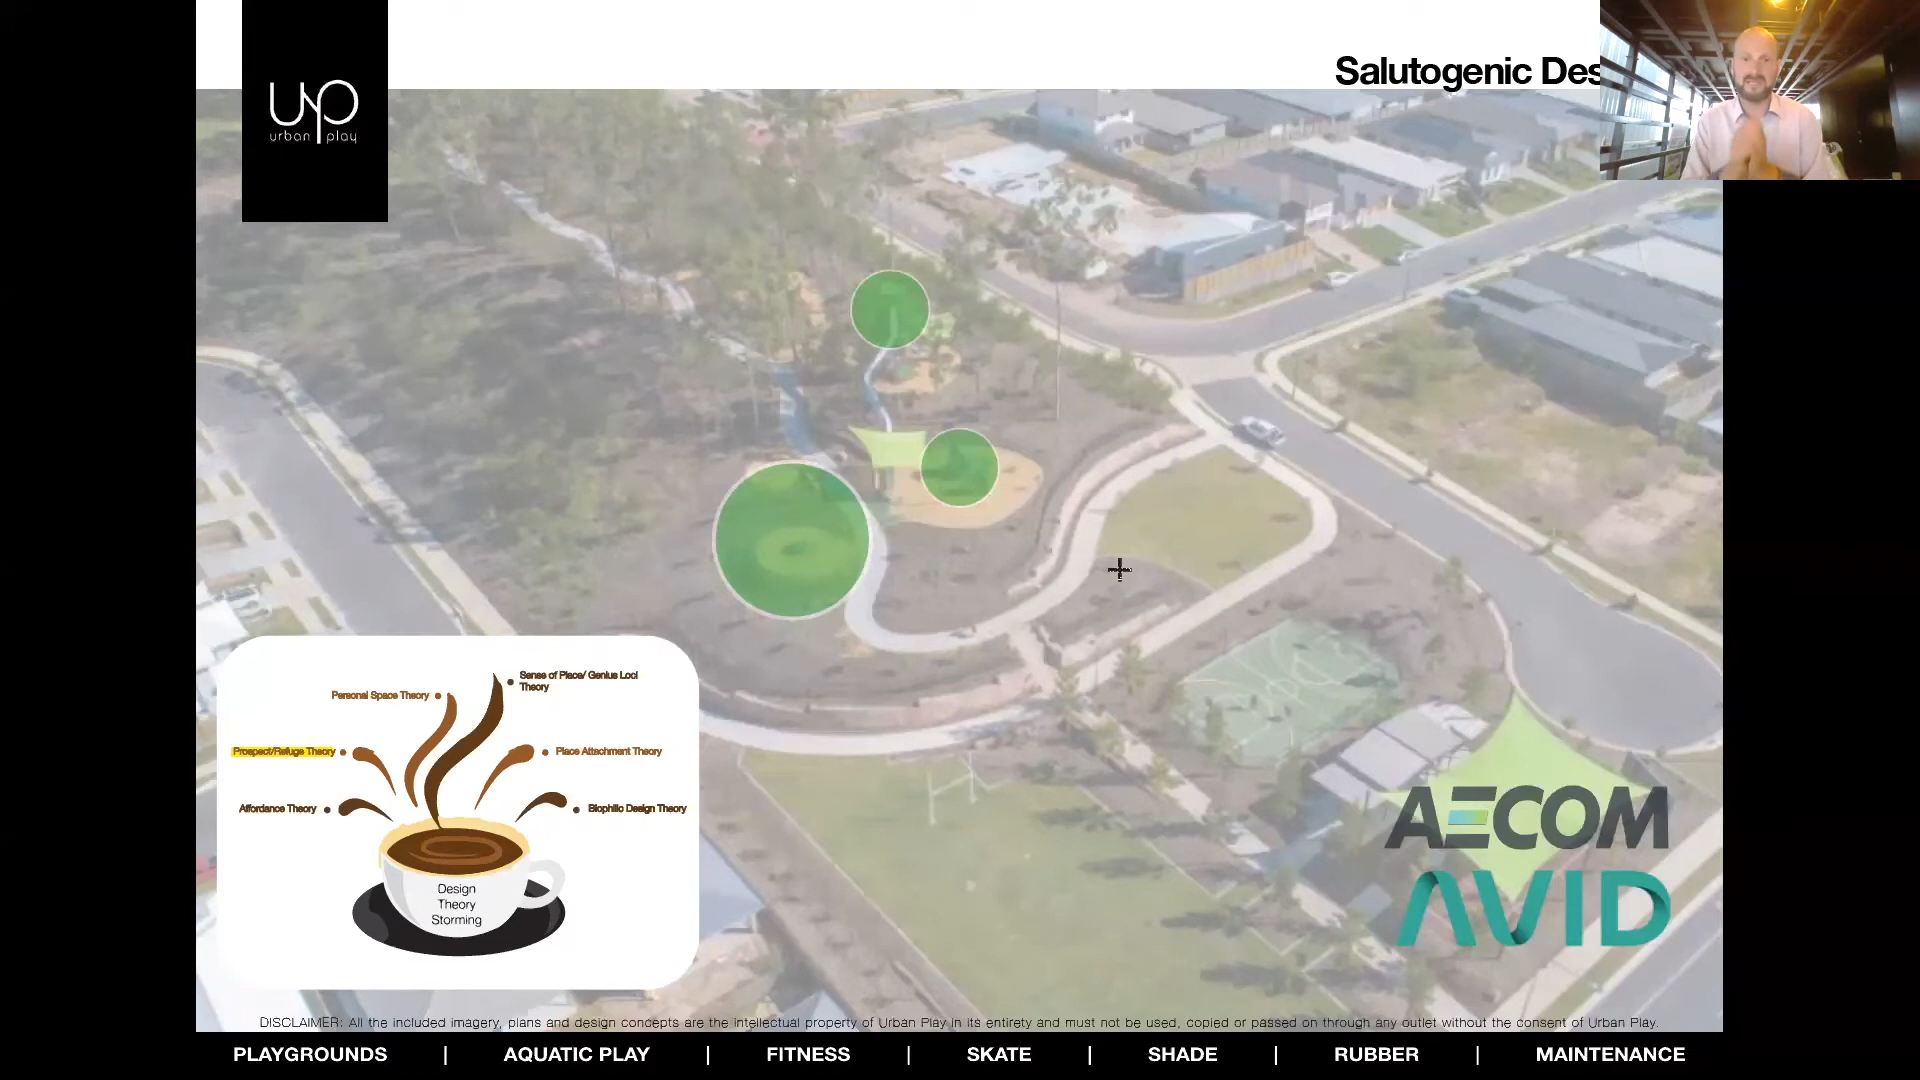 up
urban play
Salutogenic Des
Sense of Place/ Genius Loci
Theory
Personal Space Theory
Prospect/Refuge Theory
Place Attachment Theory
Affordance Theory
Biophilic Design Theory
Design
Theory
Storming
AECOM
AVID
DISCLAIMER: All the included imagery, plans and design concepts are the intellectual property of Urban Play in its entirety and must not be used, copied or passed on through any outlet without the consent of Urban Play.
PLAYGROUNDS | AQUATIC PLAY | FITNESS | SKATE | SHADE | RUBBER | MAINTENANCE